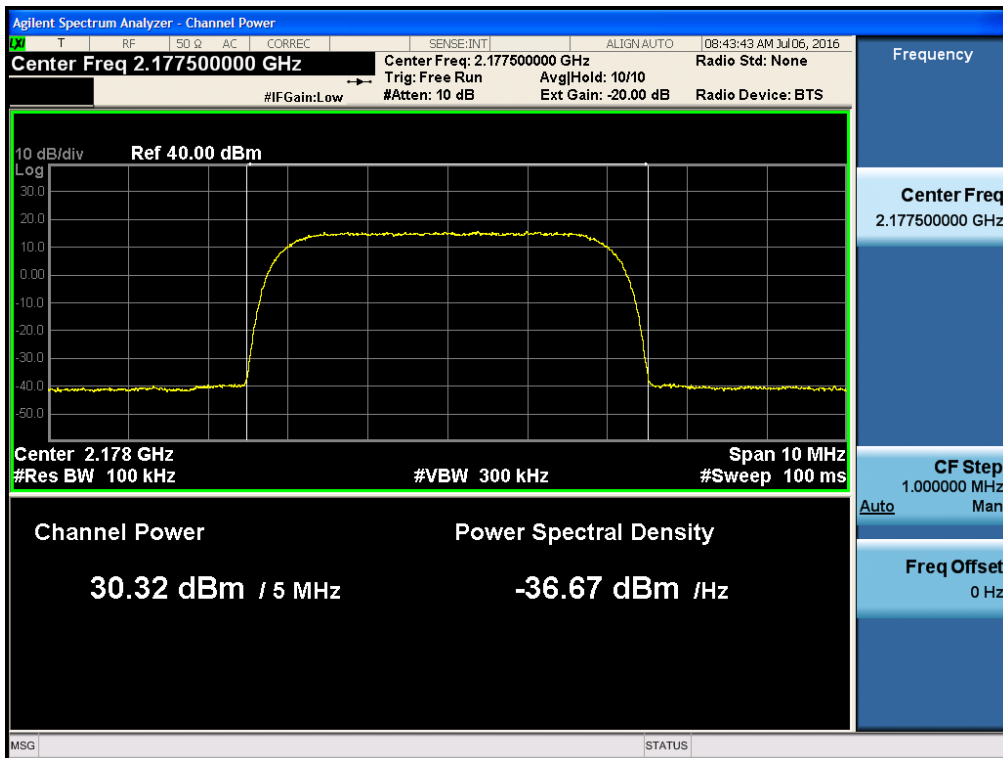 Agilent Spectrum Analyzer - Channel Power
LXI T RF 50 Ω AC CORREC SENSE:INT ALIGN AUTO 08:43:43 AM Jul 06, 2016
Center Freq 2.177500000 GHz
Center Freq: 2.177500000 GHz Radio Std: None
Trig: Free Run Avg|Hold: 10/10
#IFGain:Low #Atten: 10 dB Ext Gain: -20.00 dB Radio Device: BTS
10 dB/div Ref 40.00 dBm
Log
30.0
20.0
10.0
0.00
-10.0
-20.0
-30.0
-40.0
-50.0
Center 2.178 GHz Span 10 MHz
#Res BW 100 kHz #VBW 300 kHz #Sweep 100 ms
Channel Power Power Spectral Density
30.32 dBm / 5 MHz -36.67 dBm /Hz
MSG STATUS
Frequency
Center Freq
2.177500000 GHz
CF Step
1.000000 MHz
Auto Man
Freq Offset
0 Hz